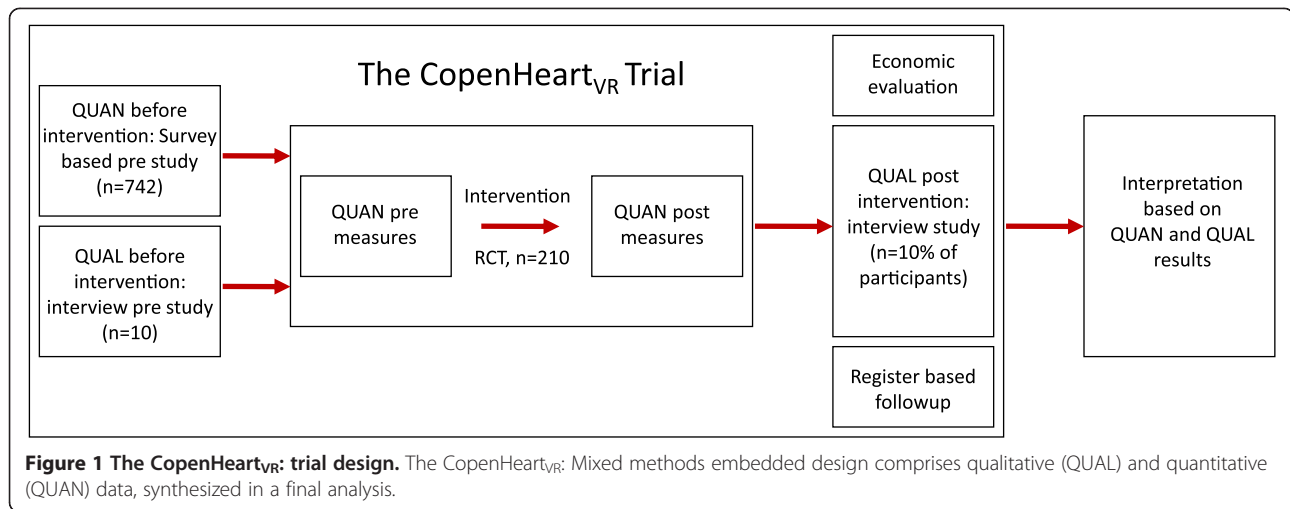 The CopenHeartVR Trial
QUAN before
intervention: Survey
based pre study
(n=742)
QUAL before
intervention:
interview pre study
(n=10)
QUAN pre
measures
Intervention
RCT, n=210
QUAN post
measures
Economic
evaluation
QUAL post
intervention:
interview study
(n=10% of
participants)
Register based
followup
Interpretation
based on
QUAN and QUAL
results
Figure 1 The CopenHeartVR: trial design. The CopenHeartVR: Mixed methods embedded design comprises qualitative (QUAL) and quantitative
(QUAN) data, synthesized in a final analysis.